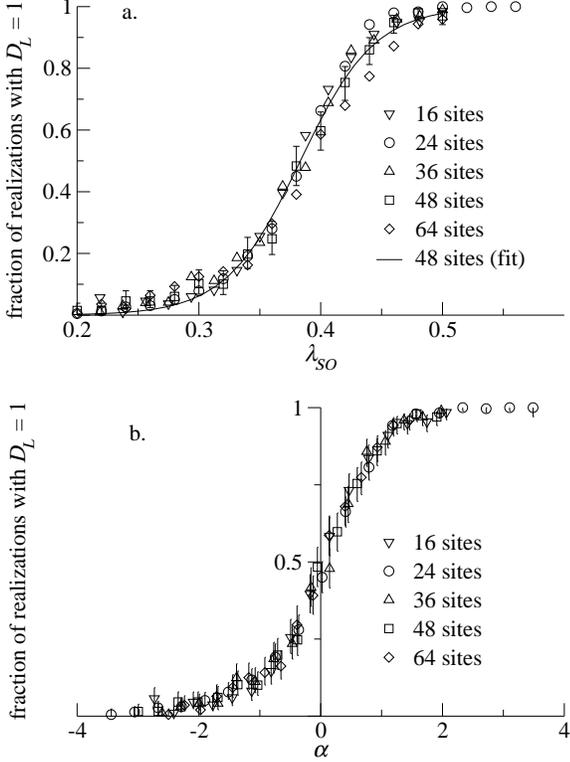 a.
fraction of realizations with D_L = 1
1
0.8
0.6
0.4
0.2
16 sites
24 sites
36 sites
48 sites
64 sites
48 sites (fit)
0.2 0.3 0.4 0.5
λ_SO
b.
fraction of realizations with D_L = 1
1
0.5
16 sites
24 sites
36 sites
48 sites
64 sites
-4 -2 0 2 4
α